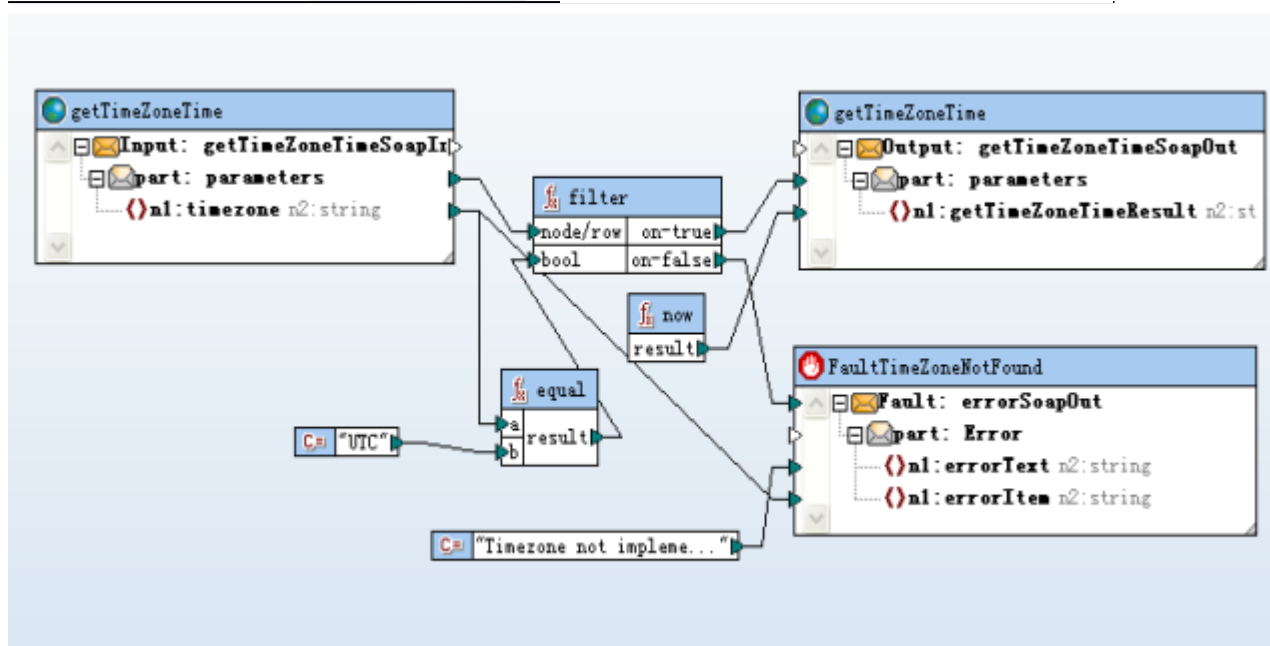 getTimeZoneTime
Input: getTimeZoneTimeSoapIn
part: parameters
n1:timezone n2:string
filter
node/row on-true
bool on-false
now
result
equal
a
b
result
C= "UTC"
C= "Timezone not impleme..."
getTimeZoneTime
Output: getTimeZoneTimeSoapOut
part: parameters
n1:getTimeZoneTimeResult n2:st
FaultTimeZoneNotFound
Fault: errorSoapOut
part: Error
n1:errorText n2:string
n1:errorItem n2:string